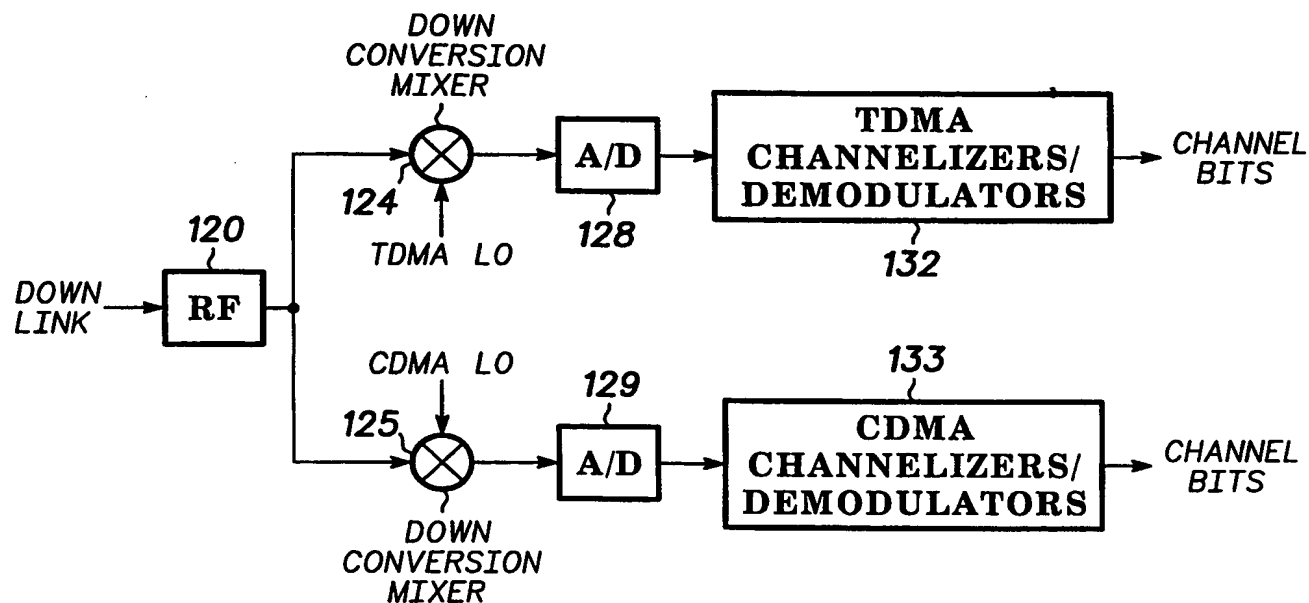 DOWN
CONVERSION
MIXER
124
TDMA LO
A/D
128
TDMA
CHANNELIZERS/
DEMODULATORS
132
CHANNEL
BITS
DOWN
LINK
120
RF
CDMA LO
125
DOWN
CONVERSION
MIXER
129
A/D
133
CDMA
CHANNELIZERS/
DEMODULATORS
CHANNEL
BITS